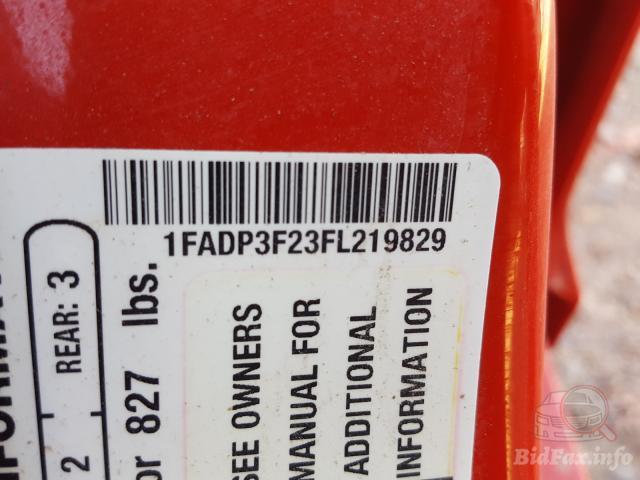 1FADP3F23FL219829
REAR: 3
2
or 827 lbs.
SEE OWNERS
MANUAL FOR
ADDITIONAL
INFORMATION
BidFax.info